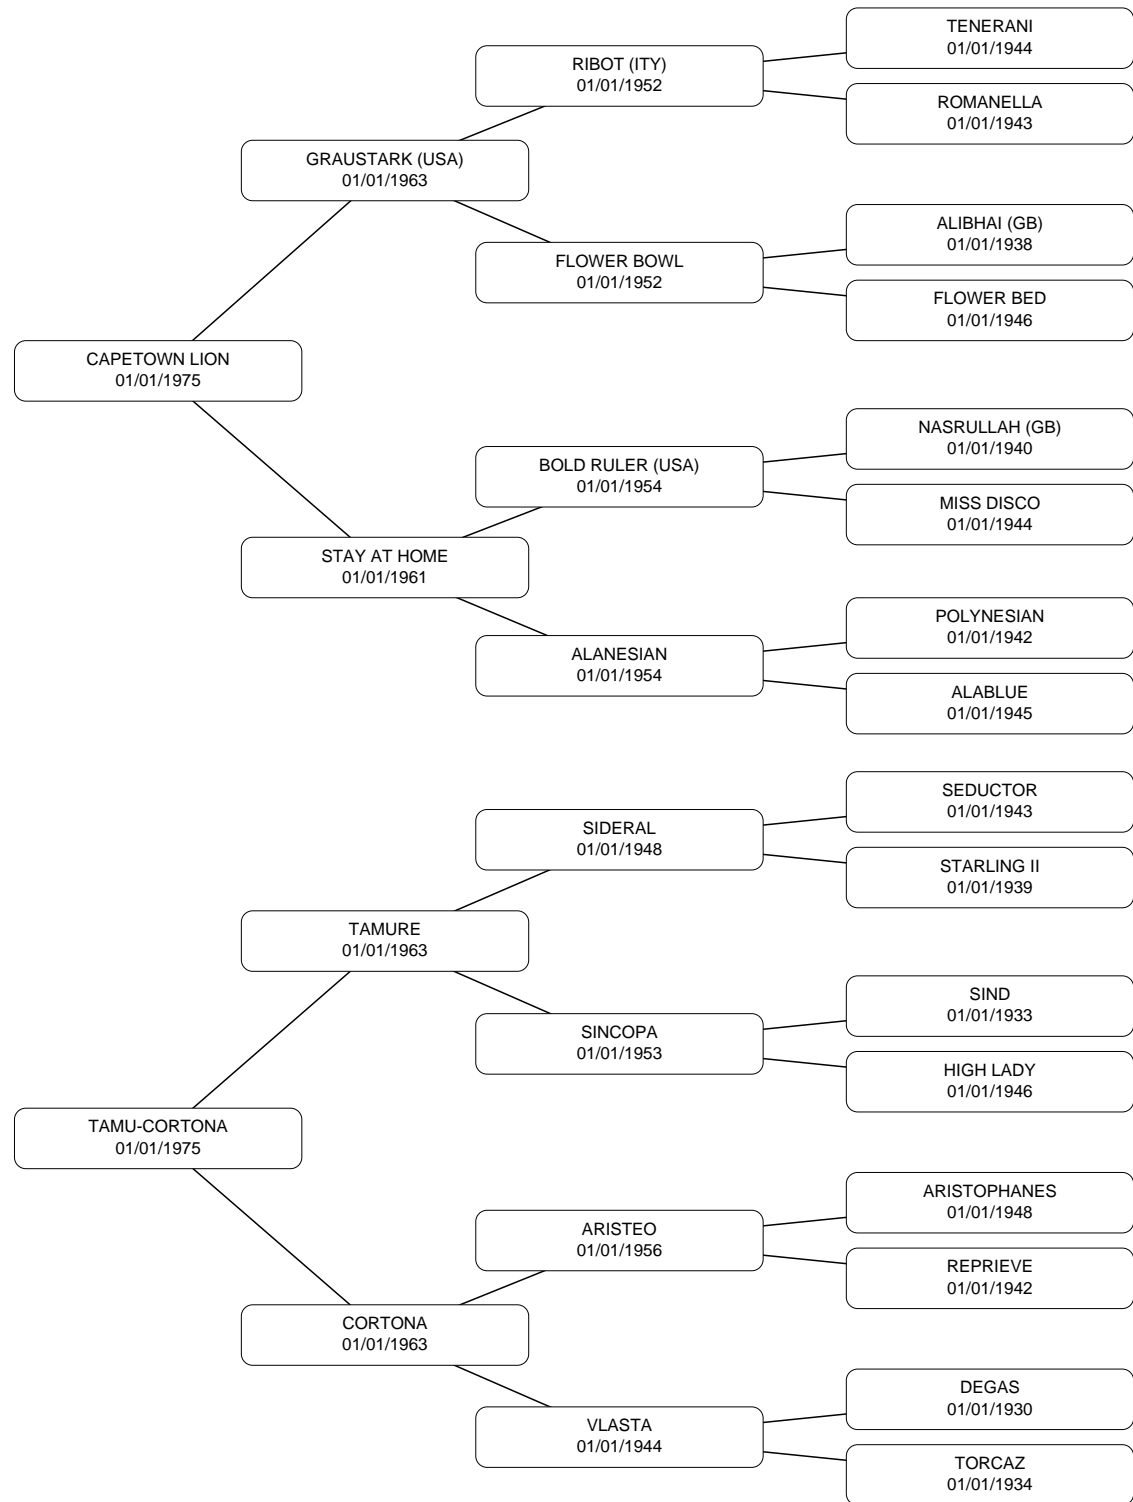 TENERANI
01/01/1944
RIBOT (ITY)
01/01/1952
ROMANELLA
01/01/1943
GRAUSTARK (USA)
01/01/1963
ALIBHAI (GB)
01/01/1938
FLOWER BOWL
01/01/1952
FLOWER BED
01/01/1946
CAPETOWN LION
01/01/1975
NASRULLAH (GB)
01/01/1940
BOLD RULER (USA)
01/01/1954
MISS DISCO
01/01/1944
STAY AT HOME
01/01/1961
POLYNESIAN
01/01/1942
ALANESIAN
01/01/1954
ALABLUE
01/01/1945
SEDUCTOR
01/01/1943
SIDERAL
01/01/1948
STARLING II
01/01/1939
TAMURE
01/01/1963
SIND
01/01/1933
SINCOPA
01/01/1953
HIGH LADY
01/01/1946
TAMU-CORTONA
01/01/1975
ARISTOPHANES
01/01/1948
ARISTEO
01/01/1956
REPRIEVE
01/01/1942
CORTONA
01/01/1963
DEGAS
01/01/1930
VLASTA
01/01/1944
TORCAZ
01/01/1934